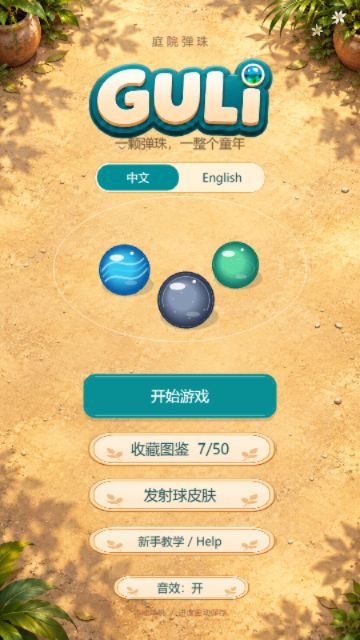 庭院弹珠
GULi
一颗弹珠，一整个童年
中文
English
开始游戏
收藏图鉴 7/50
发射球皮肤
新手教学 / Help
音效：开